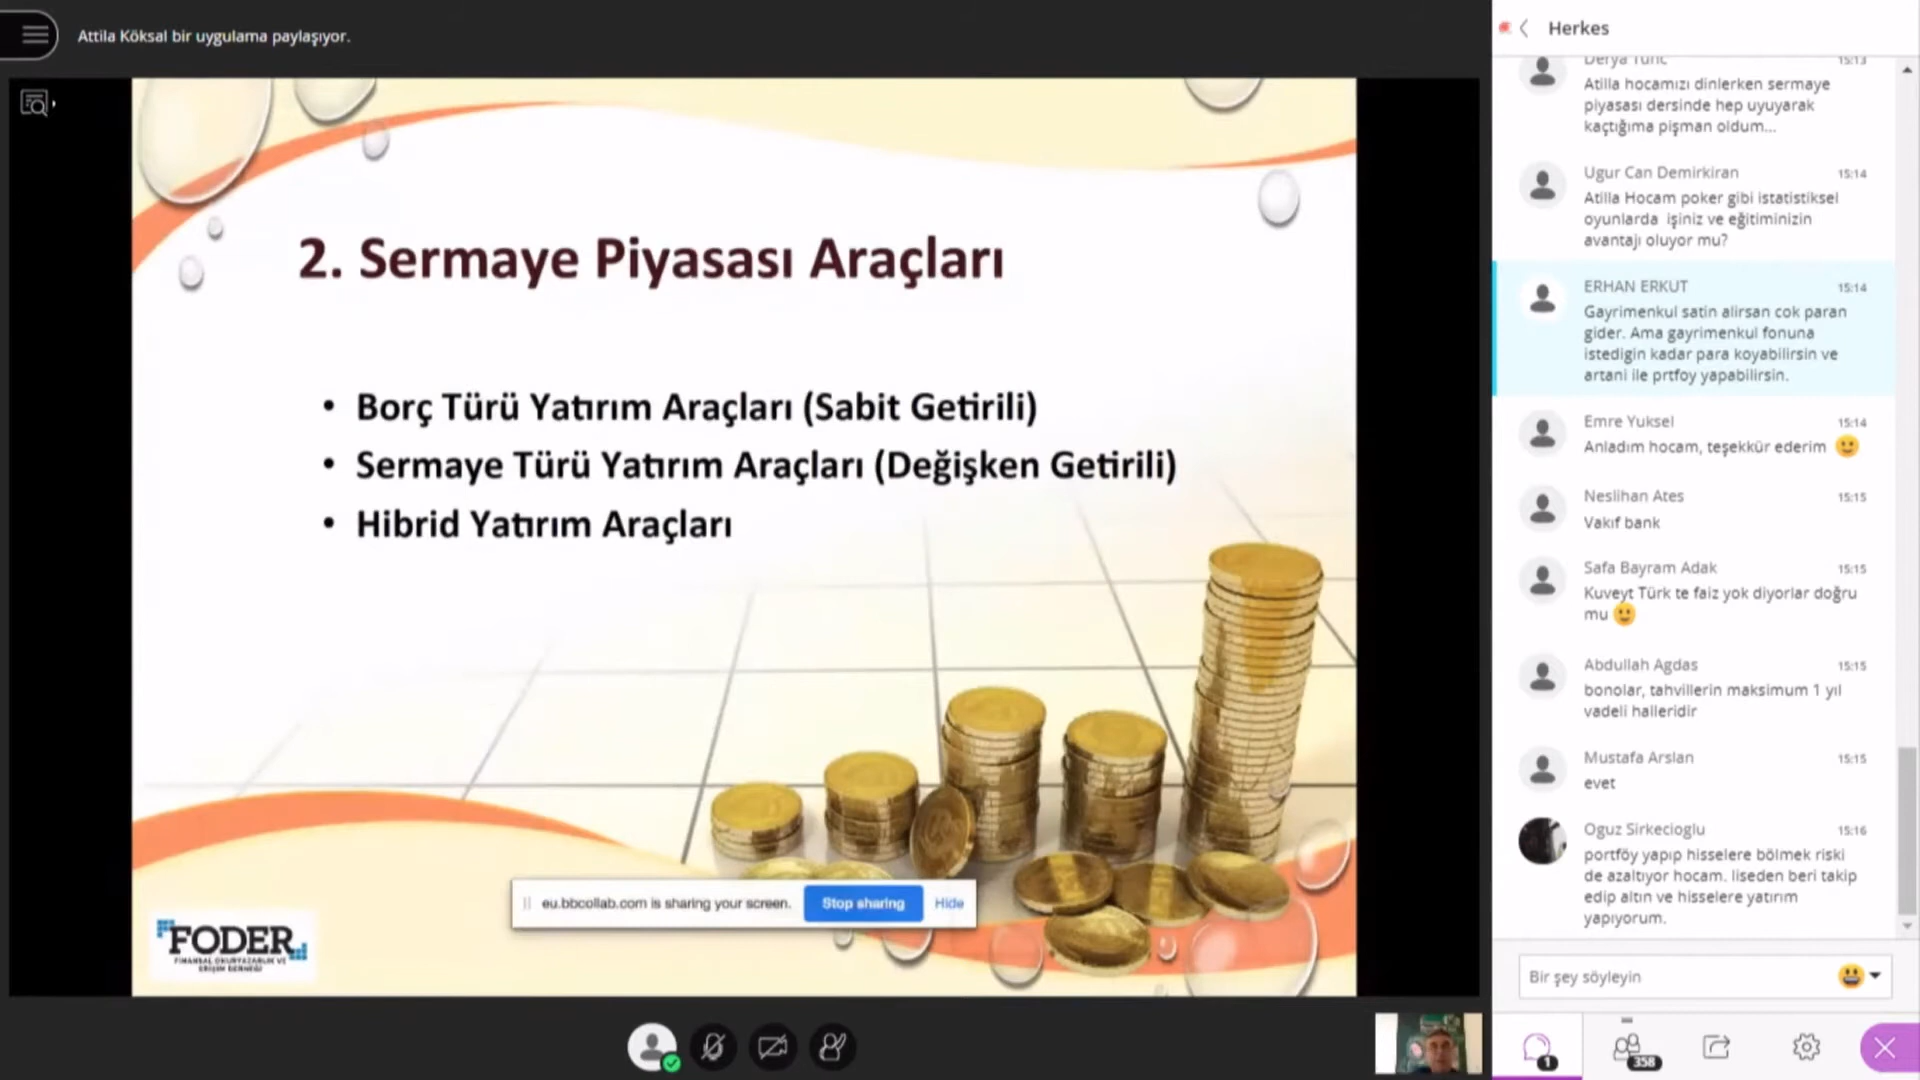 Attila Köksal bir uygulama paylaşıyor.
2. Sermaye Piyasası Araçları
• Borç Türü Yatırım Araçları (Sabit Getirili)
• Sermaye Türü Yatırım Araçları (Değişken Getirili)
• Hibrid Yatırım Araçları
eu.bbcollab.com is sharing your screen.
Stop sharing
Hide
FODER
FİNANSAL OKURYAZARLIK VE
ERİŞİM DERNEĞİ
Herkes
Derya Tunc 15:13
Atilla hocamızı dinlerken sermaye
piyasası dersinde hep uyuyarak
kaçtığıma pişman oldum...
Ugur Can Demirkiran 15:14
Atilla Hocam poker gibi istatistiksel
oyunlarda işiniz ve eğitiminizin
avantajı oluyor mu?
ERHAN ERKUT 15:14
Gayrimenkul satin alirsan cok paran
gider. Ama gayrimenkul fonuna
istedigin kadar para koyabilirsin ve
artani ile prtfoy yapabilirsin.
Emre Yuksel 15:14
Anladım hocam, teşekkür ederim 🙂
Neslihan Ates 15:15
Vakıf bank
Safa Bayram Adak 15:15
Kuveyt Türk te faiz yok diyorlar doğru
mu 🙂
Abdullah Agdas 15:15
bonolar, tahvillerin maksimum 1 yıl
vadeli halleridir
Mustafa Arslan 15:15
evet
Oguz Sirkecioglu 15:16
portföy yapıp hisselere bölmek riski
de azaltıyor hocam. liseden beri takip
edip altın ve hisselere yatırım
yapıyorum.
Bir şey söyleyin
1
358